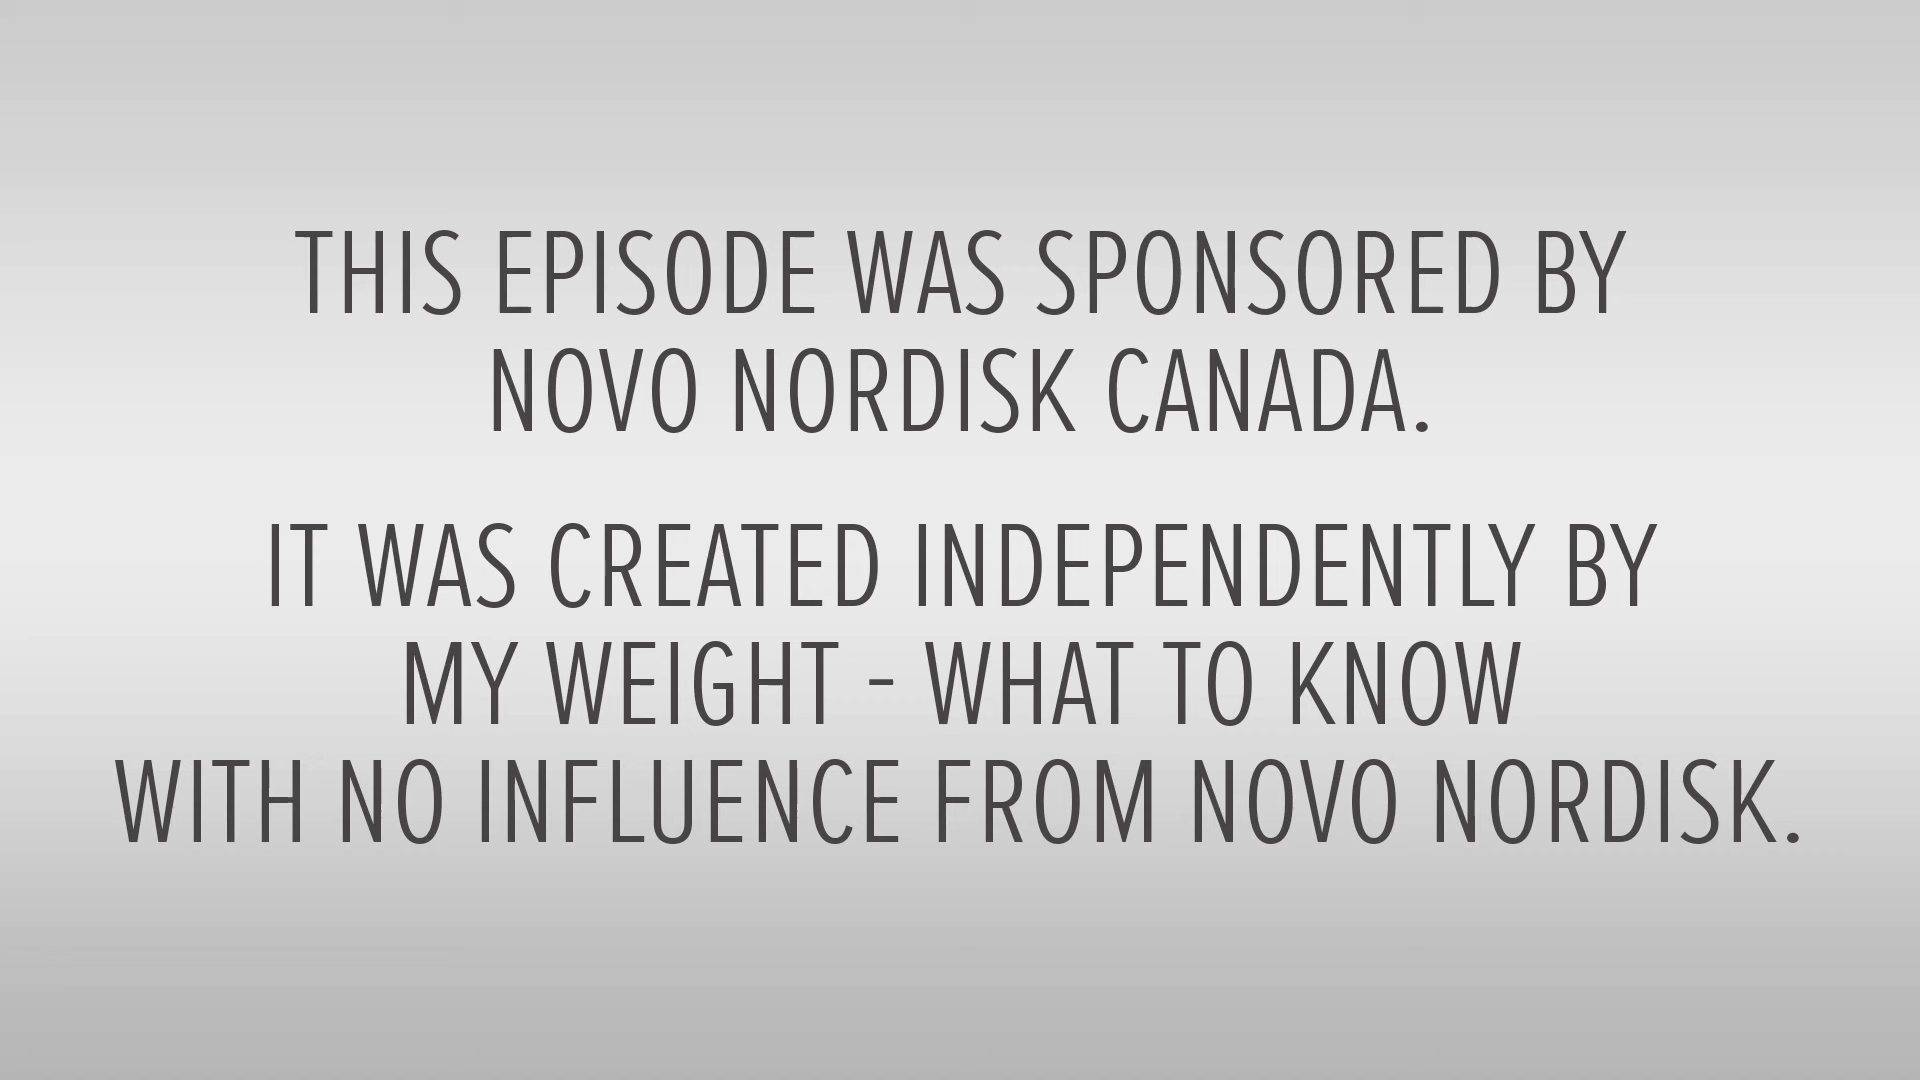 THIS EPISODE WAS SPONSORED BY
NOVO NORDISK CANADA.
IT WAS CREATED INDEPENDENTLY BY
MY WEIGHT - WHAT TO KNOW
WITH NO INFLUENCE FROM NOVO NORDISK.